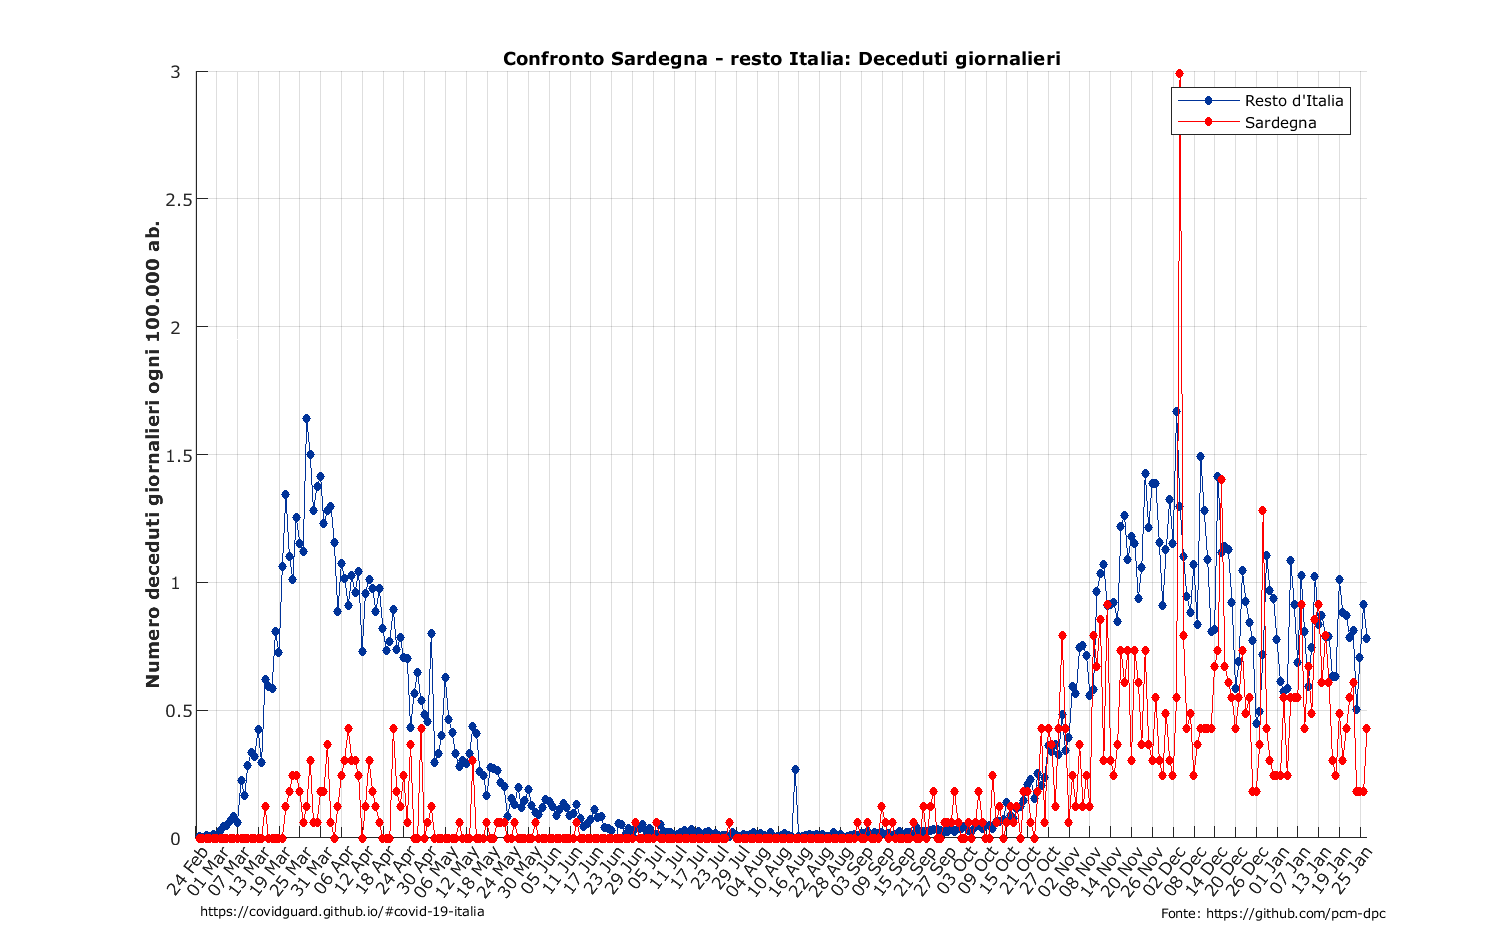 Confronto Sardegna - resto Italia: Deceduti giornalieri
Numero deceduti giornalieri ogni 100.000 ab.
3
2.5
2
1.5
1
0.5
0
Resto d'Italia
Sardegna
24 Feb
01 Mar
07 Mar
13 Mar
19 Mar
25 Mar
31 Mar
06 Apr
12 Apr
18 Apr
24 Apr
30 Apr
06 May
12 May
18 May
24 May
30 May
05 Jun
11 Jun
17 Jun
23 Jun
29 Jun
05 Jul
11 Jul
17 Jul
23 Jul
29 Jul
04 Aug
10 Aug
16 Aug
22 Aug
28 Aug
03 Sep
09 Sep
15 Sep
21 Sep
27 Sep
03 Oct
09 Oct
15 Oct
21 Oct
27 Oct
02 Nov
08 Nov
14 Nov
20 Nov
26 Nov
02 Dec
08 Dec
14 Dec
20 Dec
26 Dec
01 Jan
07 Jan
13 Jan
19 Jan
25 Jan
https://covidguard.github.io/#covid-19-italia
Fonte: https://github.com/pcm-dpc